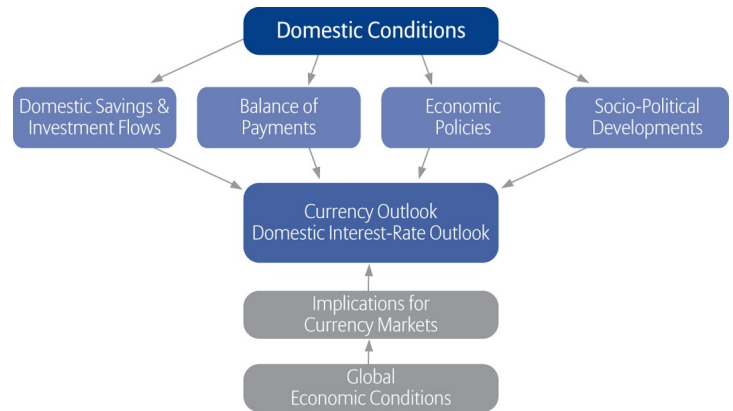 Domestic Conditions
Domestic Savings &
Investment Flows
Balance of
Payments
Economic
Policies
Socio-Political
Developments
Currency Outlook
Domestic Interest-Rate Outlook
Implications for
Currency Markets
Global
Economic Conditions